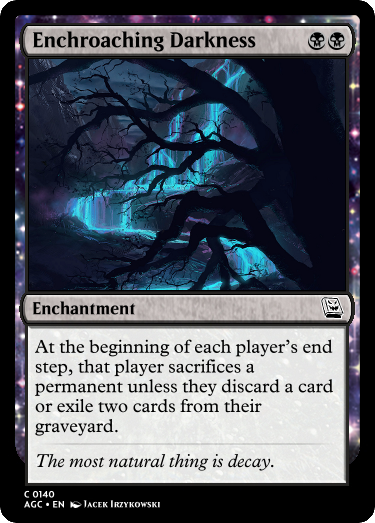 Enchroaching Darkness
Enchantment
At the beginning of each player's end
step, that player sacrifices a
permanent unless they discard a card
or exile two cards from their
graveyard.
The most natural thing is decay.
C 0140
AGC • EN Jacek Irzykowski